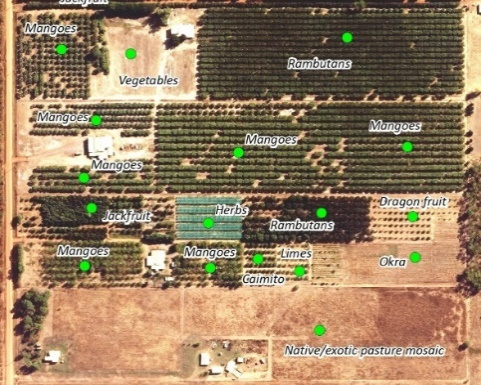 Jackfruit
Mangoes
Vegetables
Rambutans
Mangoes
Mangoes
Mangoes
Mangoes
Jackfruit
Herbs
Rambutans
Dragon fruit
Mangoes
Mangoes
Limes
Caimito
Okra
Native/exotic pasture mosaic